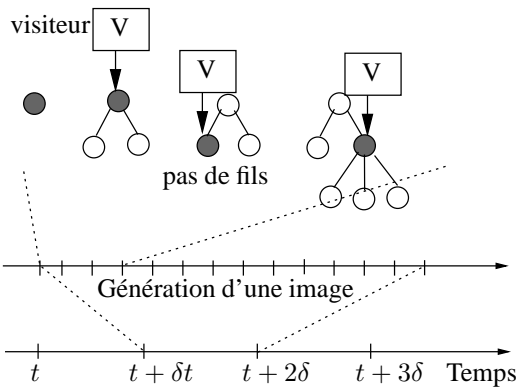 visiteur
V
V
V
pas de fils
Génération d'une image
t
t + δt
t + 2δ
t + 3δ
Temps